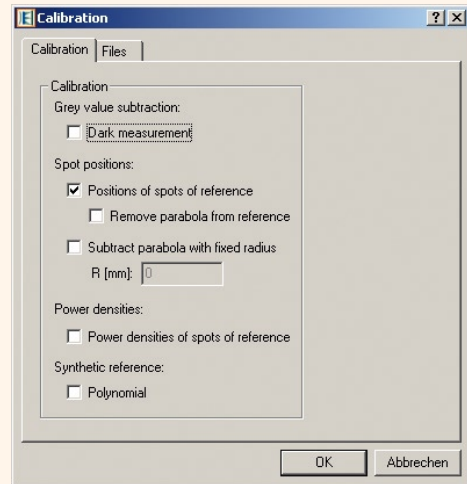 Calibration
Calibration Files
Calibration
Grey value subtraction:
Dark measurement
Spot positions:
Positions of spots of reference
Remove parabola from reference
Subtract parabola with fixed radius
R [mm]: 0
Power densities:
Power densities of spots of reference
Synthetic reference:
Polynomial
OK Abbrechen